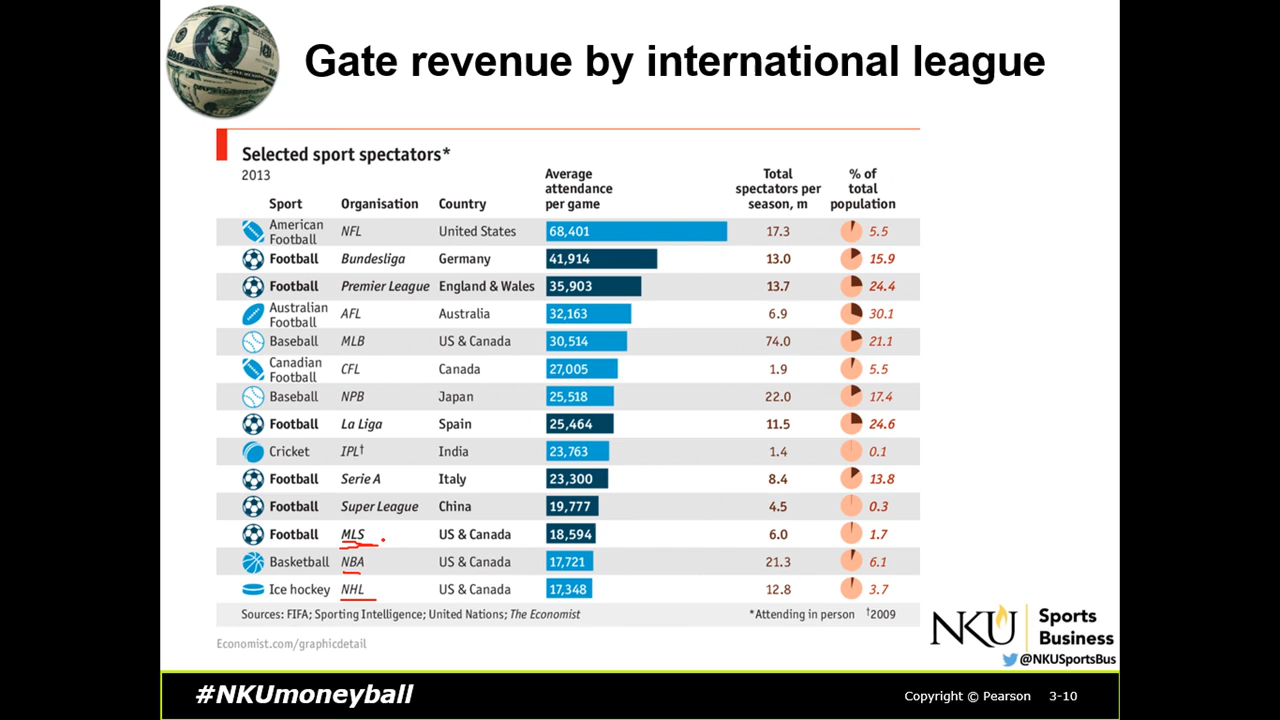 Gate revenue by international league
Selected sport spectators*
2013
Sport Organisation Country Average attendance per game Total spectators per season, m % of total population
American Football NFL United States 68,401 17.3 5.5
Football Bundesliga Germany 41,914 13.0 15.9
Football Premier League England & Wales 35,903 13.7 24.4
Australian Football AFL Australia 32,163 6.9 30.1
Baseball MLB US & Canada 30,514 74.0 21.1
Canadian Football CFL Canada 27,005 1.9 5.5
Baseball NPB Japan 25,518 22.0 17.4
Football La Liga Spain 25,464 11.5 24.6
Cricket IPL† India 23,763 1.4 0.1
Football Serie A Italy 23,300 8.4 13.8
Football Super League China 19,777 4.5 0.3
Football MLS US & Canada 18,594 6.0 1.7
Basketball NBA US & Canada 17,721 21.3 6.1
Ice hockey NHL US & Canada 17,348 12.8 3.7
Sources: FIFA; Sporting Intelligence; United Nations; The Economist *Attending in person †2009
Economist.com/graphicdetail
NKU Sports Business
@NKUSportsBus
#NKUmoneyball
Copyright © Pearson 3-10